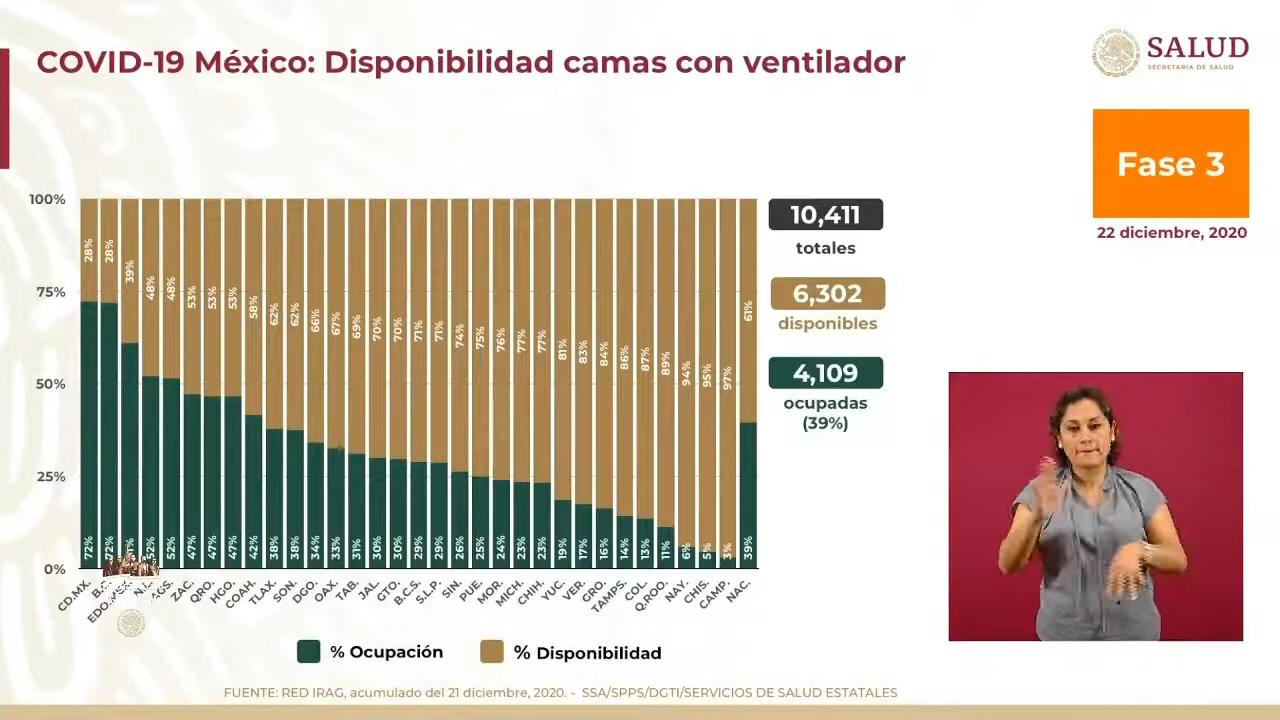 COVID-19 México: Disponibilidad camas con ventilador
SALUD
SECRETARÍA DE SALUD
Fase 3
22 diciembre, 2020
100%
75%
50%
25%
0%
28% 28% 39% 48% 48% 53% 53% 53% 58% 62% 62% 66% 67% 69% 70% 70% 71% 71% 74% 75% 76% 77% 77% 81% 83% 84% 86% 87% 89% 94% 95% 97% 61%
72% 72% 52% 52% 47% 47% 47% 42% 38% 38% 34% 33% 31% 30% 30% 29% 29% 26% 25% 24% 23% 23% 19% 17% 16% 14% 13% 11% 6% 5% 3% 39%
CD.MX. ZAC. QRO. HGO. COAH. TLAX. SON. DGO. OAX. TAB. JAL. GTO. B.C.S. S.L.P. SIN. PUE. MOR. MICH. CHIH. YUC. VER. GRO. TAMPS. COL. Q.ROO. NAY. CHIS. CAMP. NAC.
10,411
totales
6,302
disponibles
4,109
ocupadas
(39%)
% Ocupación
% Disponibilidad
FUENTE: RED IRAG, acumulado del 21 diciembre, 2020. - SSA/SPPS/DGTI/SERVICIOS DE SALUD ESTATALES